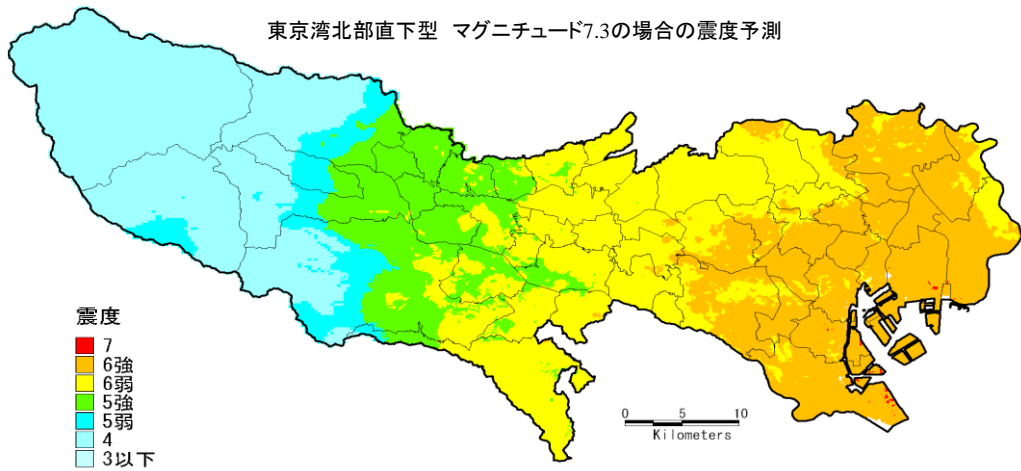 東京湾北部直下型 マグニチュード7.3の場合の震度予測
震度
7
6強
6弱
5強
5弱
4
3以下
0 5 10
Kilometers